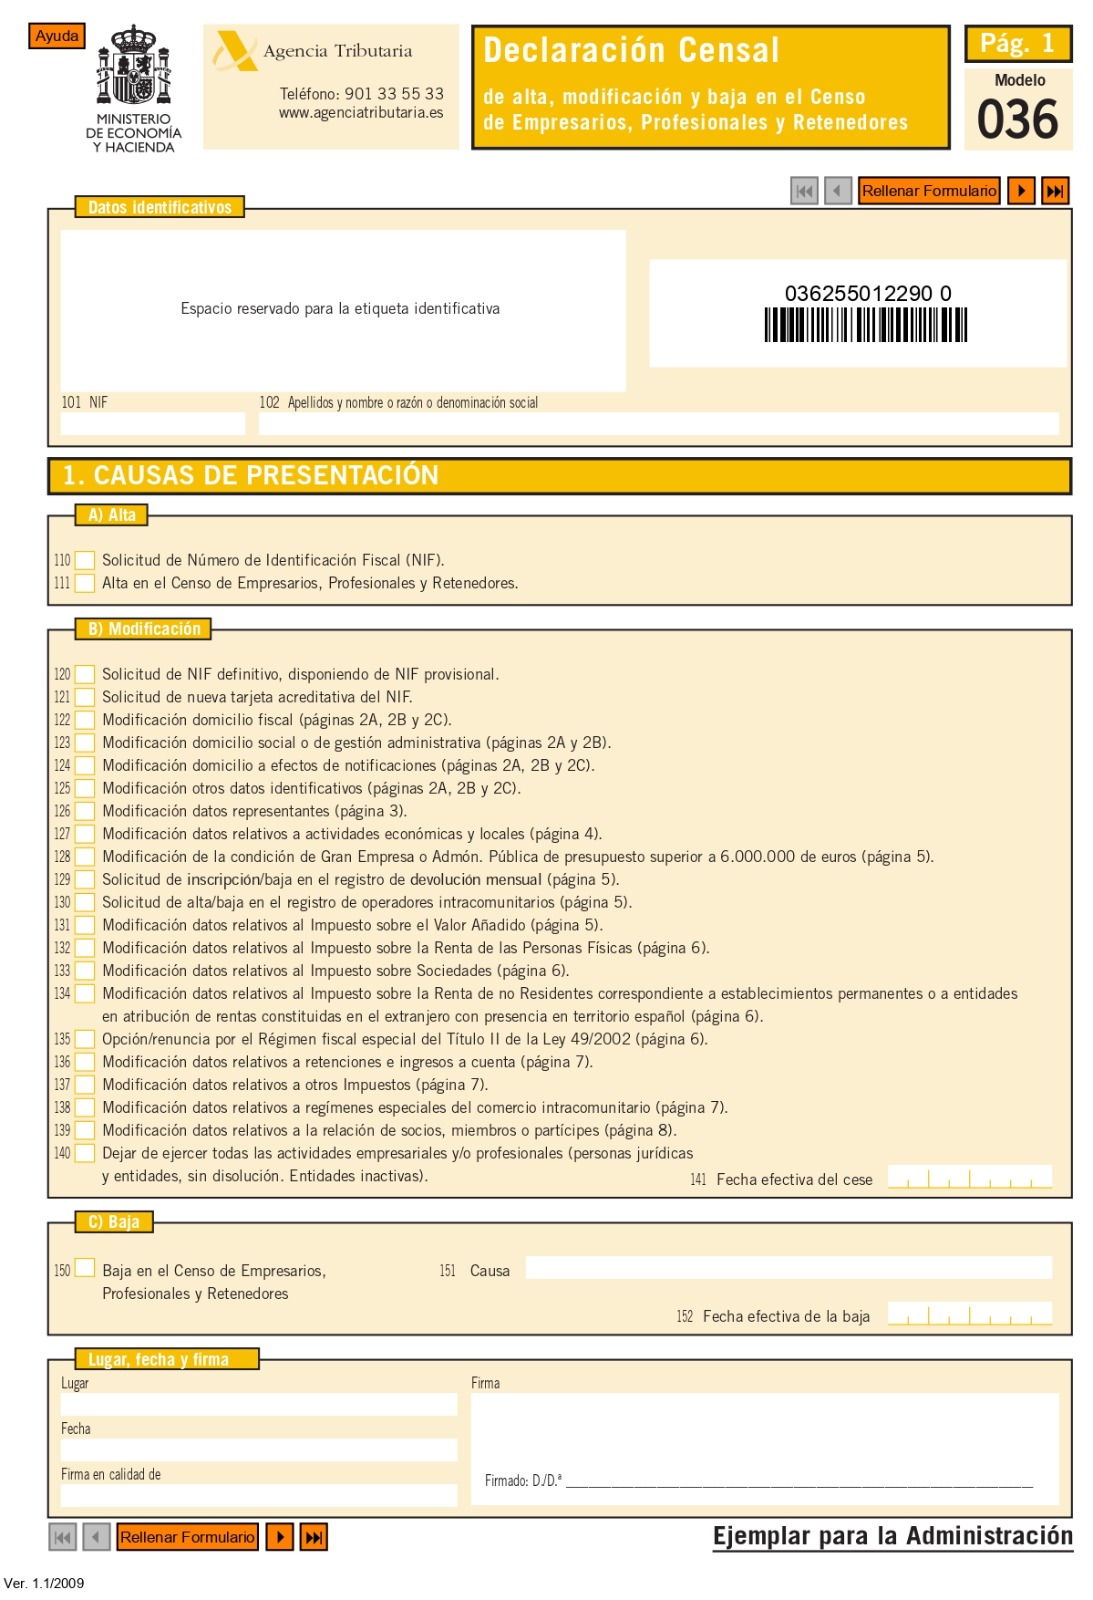 Ayuda
MINISTERIO
DE ECONOMÍA
Y HACIENDA
Agencia Tributaria
Teléfono: 901 33 55 33
www.agenciatributaria.es
Declaración Censal
de alta, modificación y baja en el Censo
de Empresarios, Profesionales y Retenedores
Pág. 1
Modelo
036
Rellenar Formulario
Datos identificativos
Espacio reservado para la etiqueta identificativa
036255012290 0
101 NIF
102 Apellidos y nombre o razón o denominación social
1. CAUSAS DE PRESENTACIÓN
A) Alta
110 Solicitud de Número de Identificación Fiscal (NIF).
111 Alta en el Censo de Empresarios, Profesionales y Retenedores.
B) Modificación
120 Solicitud de NIF definitivo, disponiendo de NIF provisional.
121 Solicitud de nueva tarjeta acreditativa del NIF.
122 Modificación domicilio fiscal (páginas 2A, 2B y 2C).
123 Modificación domicilio social o de gestión administrativa (páginas 2A y 2B).
124 Modificación domicilio a efectos de notificaciones (páginas 2A, 2B y 2C).
125 Modificación otros datos identificativos (páginas 2A, 2B y 2C).
126 Modificación datos representantes (página 3).
127 Modificación datos relativos a actividades económicas y locales (página 4).
128 Modificación de la condición de Gran Empresa o Admón. Pública de presupuesto superior a 6.000.000 de euros (página 5).
129 Solicitud de inscripción/baja en el registro de devolución mensual (página 5).
130 Solicitud de alta/baja en el registro de operadores intracomunitarios (página 5).
131 Modificación datos relativos al Impuesto sobre el Valor Añadido (página 5).
132 Modificación datos relativos al Impuesto sobre la Renta de las Personas Físicas (página 6).
133 Modificación datos relativos al Impuesto sobre Sociedades (página 6).
134 Modificación datos relativos al Impuesto sobre la Renta de no Residentes correspondiente a establecimientos permanentes o a entidades
en atribución de rentas constituidas en el extranjero con presencia en territorio español (página 6).
135 Opción/renuncia por el Régimen fiscal especial del Título II de la Ley 49/2002 (página 6).
136 Modificación datos relativos a retenciones e ingresos a cuenta (página 7).
137 Modificación datos relativos a otros Impuestos (página 7).
138 Modificación datos relativos a regímenes especiales del comercio intracomunitario (página 7).
139 Modificación datos relativos a la relación de socios, miembros o partícipes (página 8).
140 Dejar de ejercer todas las actividades empresariales y/o profesionales (personas jurídicas
y entidades, sin disolución. Entidades inactivas).
141 Fecha efectiva del cese
C) Baja
150 Baja en el Censo de Empresarios,
Profesionales y Retenedores
151 Causa
152 Fecha efectiva de la baja
Lugar, fecha y firma
Lugar
Fecha
Firma en calidad de
Firma
Firmado: D./D.ª
Rellenar Formulario
Ejemplar para la Administración
Ver. 1.1/2009